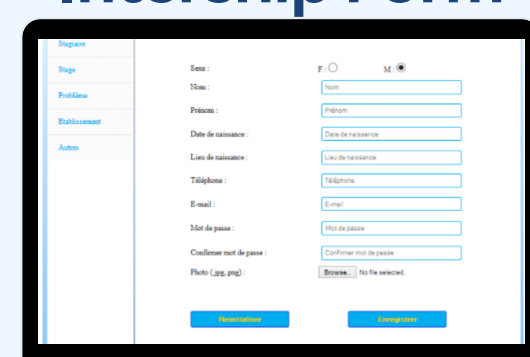 Internship Form
Stagiaire
Stage
Problème
Etablissement
Autres
Sexe :
F :
M :
Nom :
Nom
Prénom :
Prénom
Date de naissance :
Date de naissance
Lieu de naissance :
Lieu de naissance
Téléphone :
Téléphone
E-mail :
E-mail
Mot de passe :
Mot de passe
Confirmer mot de passe :
Confirmer mot de passe :
Photo (.jpg,.png) :
Browse..
No file selected.
Reinitialiser
Enregistrer